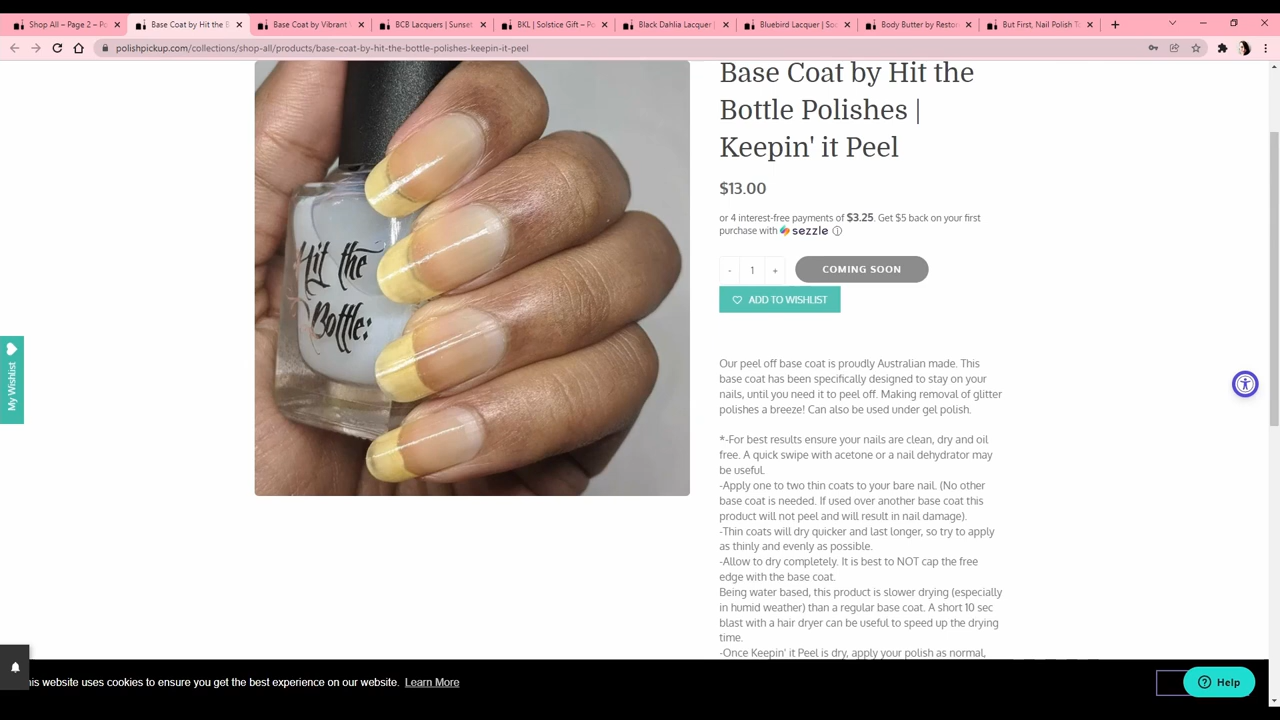 Shop All – Page 2 – Po
Base Coat by Hit the B
Base Coat by Vibrant
BCB Lacquers | Sunset
BKL | Solstice Gift – Po
Black Dahlia Lacquer |
Bluebird Lacquer | Soc
Body Butter by Restor
But First, Nail Polish T
polishpickup.com/collections/shop-all/products/base-coat-by-hit-the-bottle-polishes-keepin-it-peel
Hit the
Bottle:
Base Coat by Hit the
Bottle Polishes |
Keepin' it Peel
$13.00
or 4 interest-free payments of $3.25. Get $5 back on your first
purchase with sezzle
- 1 + COMING SOON
ADD TO WISHLIST
My Wishlist
Our peel off base coat is proudly Australian made. This
base coat has been specifically designed to stay on your
nails, until you need it to peel off. Making removal of glitter
polishes a breeze! Can also be used under gel polish.
*-For best results ensure your nails are clean, dry and oil
free. A quick swipe with acetone or a nail dehydrator may
be useful.
-Apply one to two thin coats to your bare nail. (No other
base coat is needed. If used over another base coat this
product will not peel and will result in nail damage).
-Thin coats will dry quicker and last longer, so try to apply
as thinly and evenly as possible.
-Allow to dry completely. It is best to NOT cap the free
edge with the base coat.
Being water based, this product is slower drying (especially
in humid weather) than a regular base coat. A short 10 sec
blast with a hair dryer can be useful to speed up the drying
time.
-Once Keepin' it Peel is dry, apply your polish as normal,
is website uses cookies to ensure you get the best experience on our website. Learn More
Help